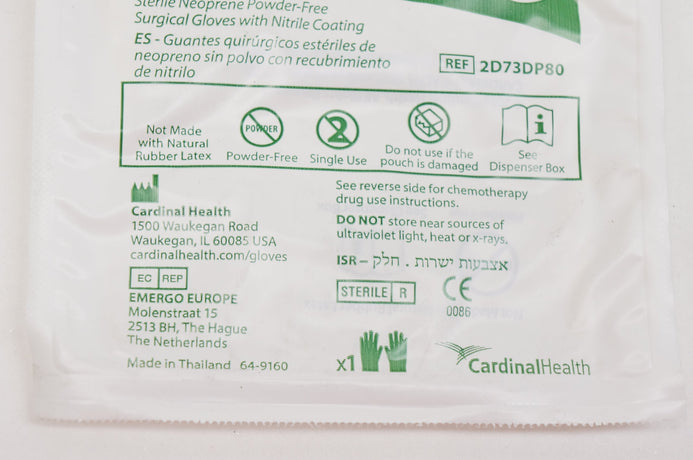 Sterile Neoprene Powder-Free
Surgical Gloves with Nitrile Coating
ES - Guantes quirúrgicos estériles de
neopreno sin polvo con recubrimiento
de nitrilo
REF 2D73DP80
Not Made
with Natural
Rubber Latex
POWDER
Powder-Free
2
Single Use
Do not use if the
pouch is damaged
i
See
Dispenser Box
Cardinal Health
1500 Waukegan Road
Waukegan, IL 60085 USA
cardinalhealth.com/gloves
EC REP
EMERGO EUROPE
Molenstraat 15
2513 BH, The Hague
The Netherlands
Made in Thailand 64-9160
See reverse side for chemotherapy
drug use instructions.
DO NOT store near sources of
ultraviolet light, heat or x-rays.
ISR – אצבעות ישרות . חלק
STERILE R
CE
0086
x1
CardinalHealth